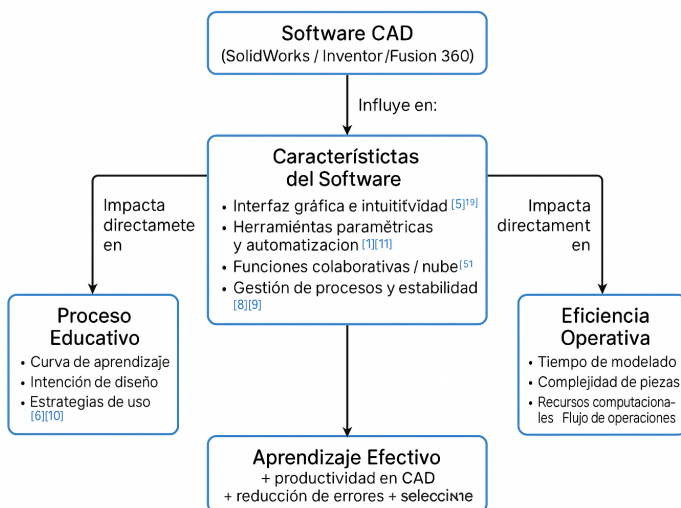 Software CAD
(SolidWorks / Inventor/Fusion 360)
Influye en:
Característictas
del Software
• Interfaz gráfica e intuitívidad [5]19]
• Herramiéntas paramétricas
y automatizacion [1][11]
• Funciones colaborativas / nube [51
• Gestión de procesos y estabilidad
[8][9]
Impacta
directamete
en
Impacta
directament
en
Proceso
Educativo
• Curva de aprendizaje
• Intención de diseño
• Estrategias de uso
[6][10]
Eficiencia
Operativa
• Tiempo de modelado
• Complejidad de piezas
• Recursos computaciona-
les Flujo de operaciones
Aprendizaje Efectivo
+ productividad en CAD
+ reducción de errores +